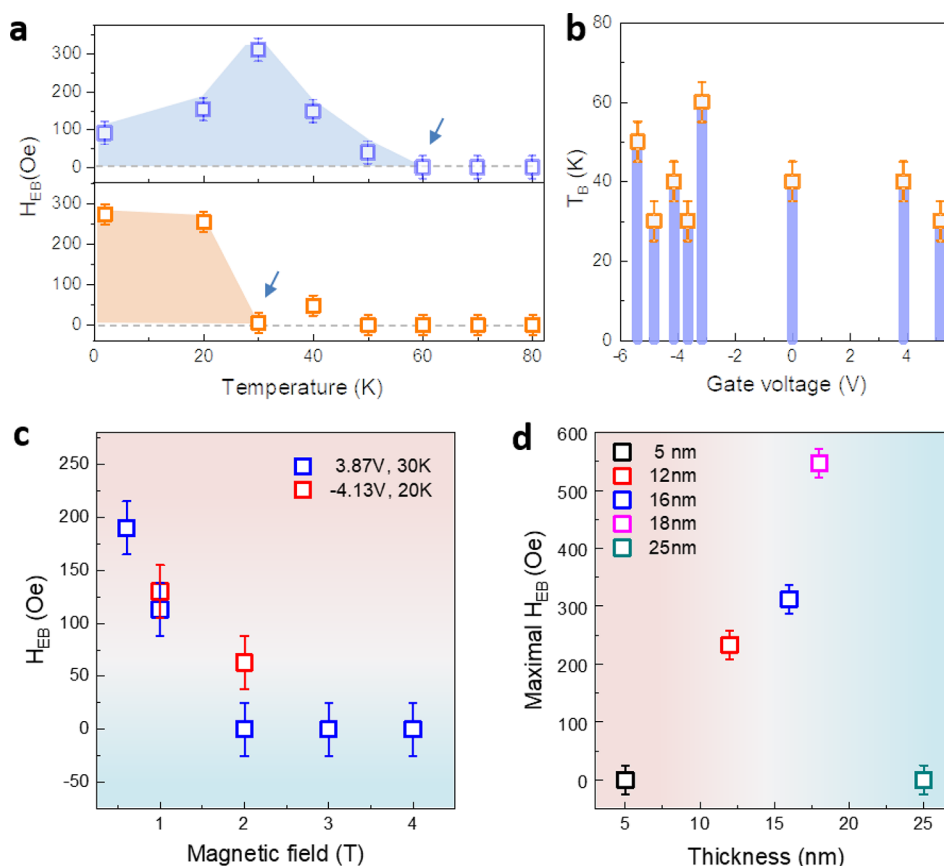 a
H_EB(Oe)
300
200
100
0
300
200
100
0
0 20 40 60 80
Temperature (K)
b
T_B (K)
80
60
40
20
0
-6 -4 -2 0 2 4
Gate voltage (V)
c
H_EB (Oe)
250
200
150
100
50
0
-50
3.87V, 30K
-4.13V, 20K
1 2 3 4
Magnetic field (T)
d
Maximal H_EB (Oe)
600
500
400
300
200
100
0
5 nm
12nm
16nm
18nm
25nm
5 10 15 20 25
Thickness (nm)